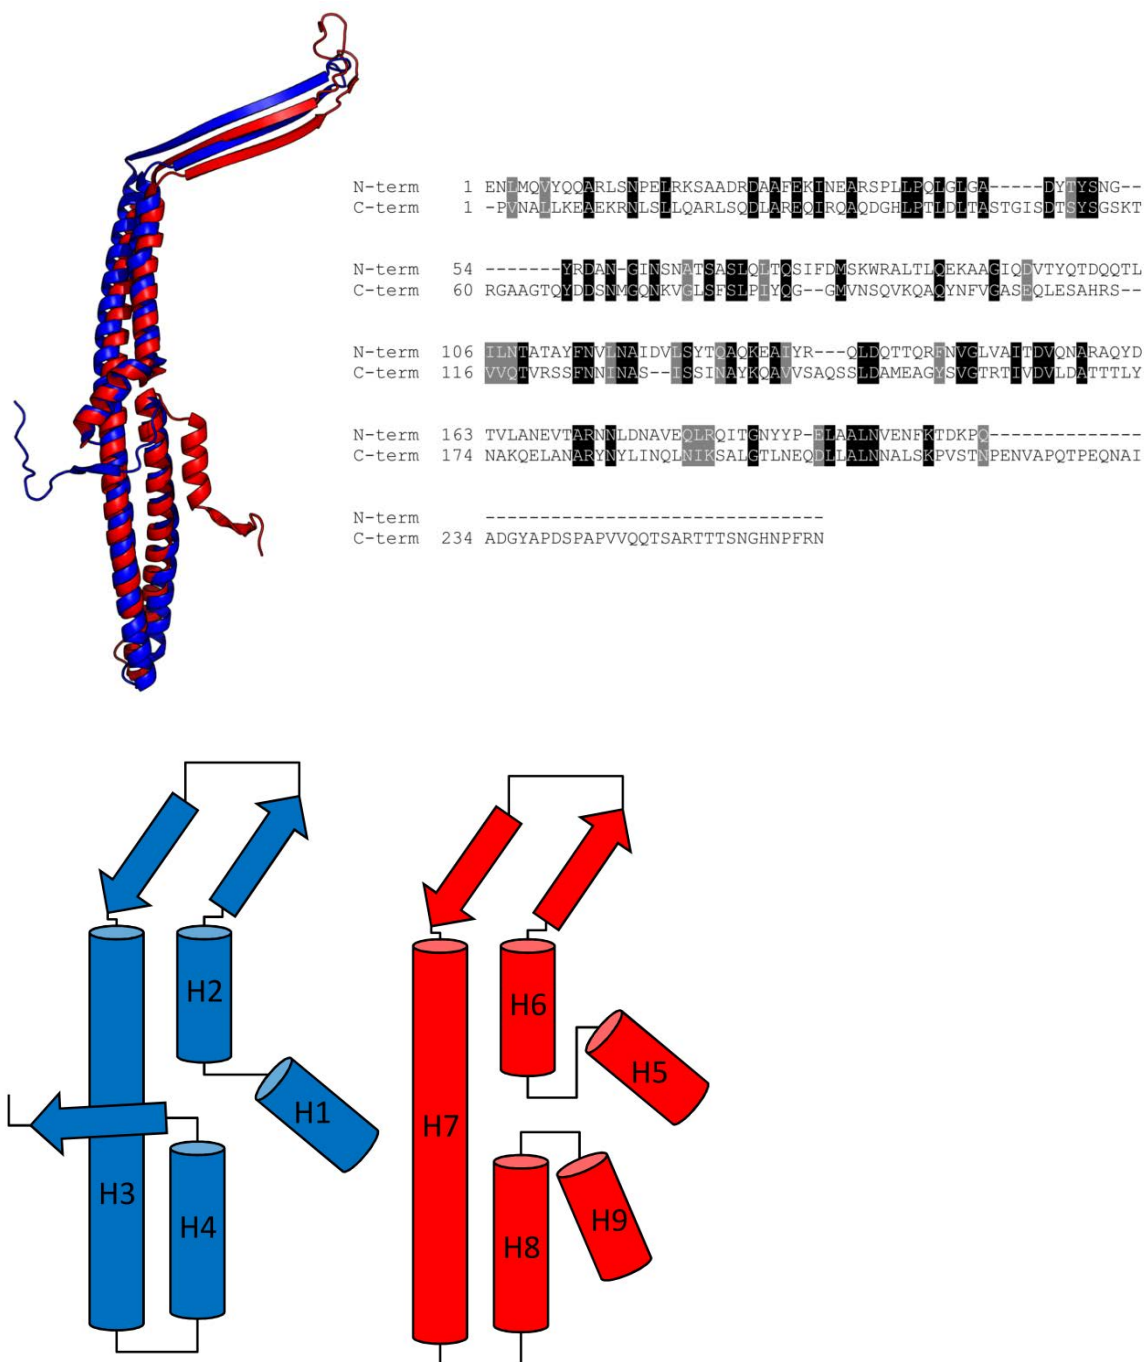 N-term 1 ENLMQVYQQARLSNPELRKSAADRDAAFEKINEARSPLLPQLGLGA-----DYTYSNG--
C-term 1 -PVNALLKEAEKRNLSLLQARLSQDLAREQIRQAQDGHLPTLDLTASTGISDTSYSGSKT
N-term 54 -------YRDAN-GINSNATSASLQLTQSIFDMSKWRALTLQEKAAGIQDVTYQTDQQTL
C-term 60 RGAAGTQYDDSNMGQNKVGLSFSLPIYQG--GMVNSQVKQAQYNFVGASEQLESAHRS--
N-term 106 ILNTATAYFNVLNAIDVLSYTQAQKEAIYR---QLDQTTQRFNVGLVAITDVQNARAQYD
C-term 116 VVQTVRSSFNNINAS--ISSINAYKQAVVSAQSSLDAMEAGYSVGTRTIVDVLDATTTLY
N-term 163 TVLANEVTARNNLDNAVEQLRQITGNYYP-ELAALNVENFKTDKPQ--------------
C-term 174 NAKQELANARYNYLINQLNIKSALGTLNEQDLLALNNALSKPVSTNPENVAPQTPEQNAI
N-term -------------------------------
C-term 234 ADGYAPDSPAPVVQQTSARTTTSNGHNPFRN
H2
H1
H3
H4
H6
H5
H7
H8
H9